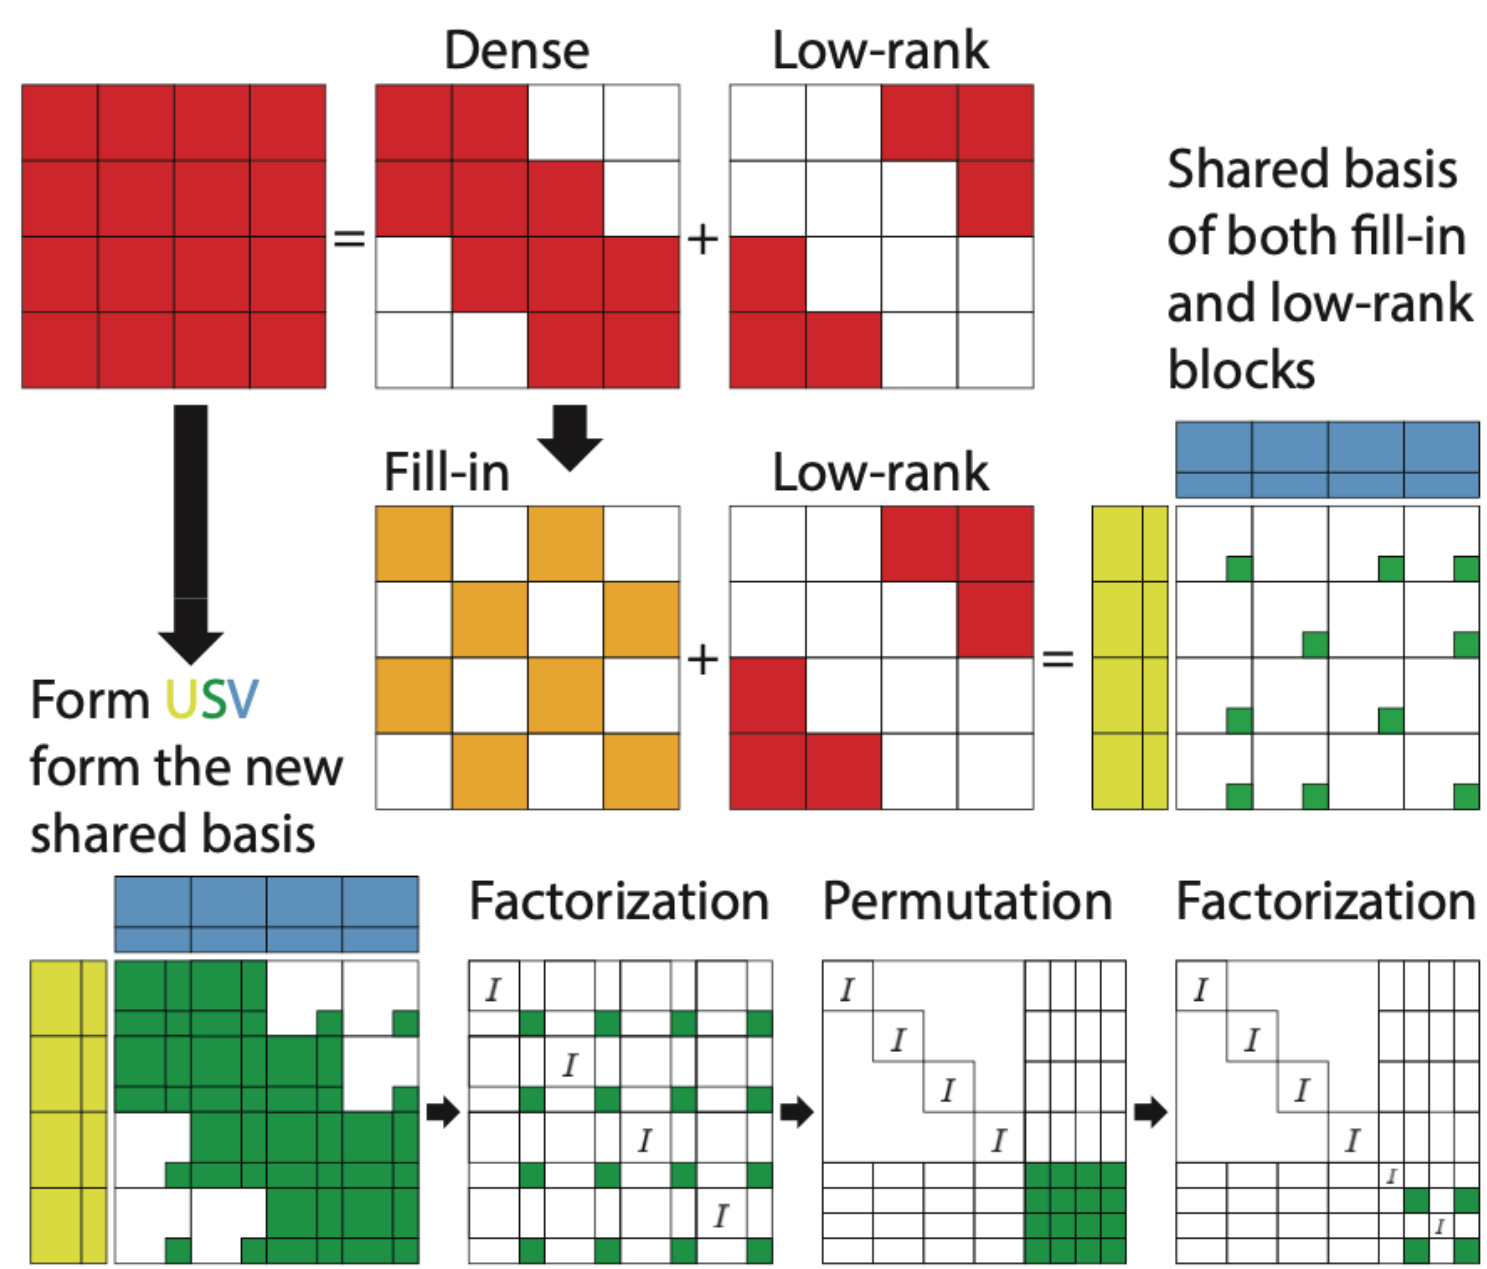 Dense
Low-rank
=
+
Shared basis
of both fill-in
and low-rank
blocks
Fill-in
Low-rank
+
=
Form USV
form the new
shared basis
Factorization
Permutation
Factorization
I
I
I
I
I
I
I
I
I
I
I
I
I
I